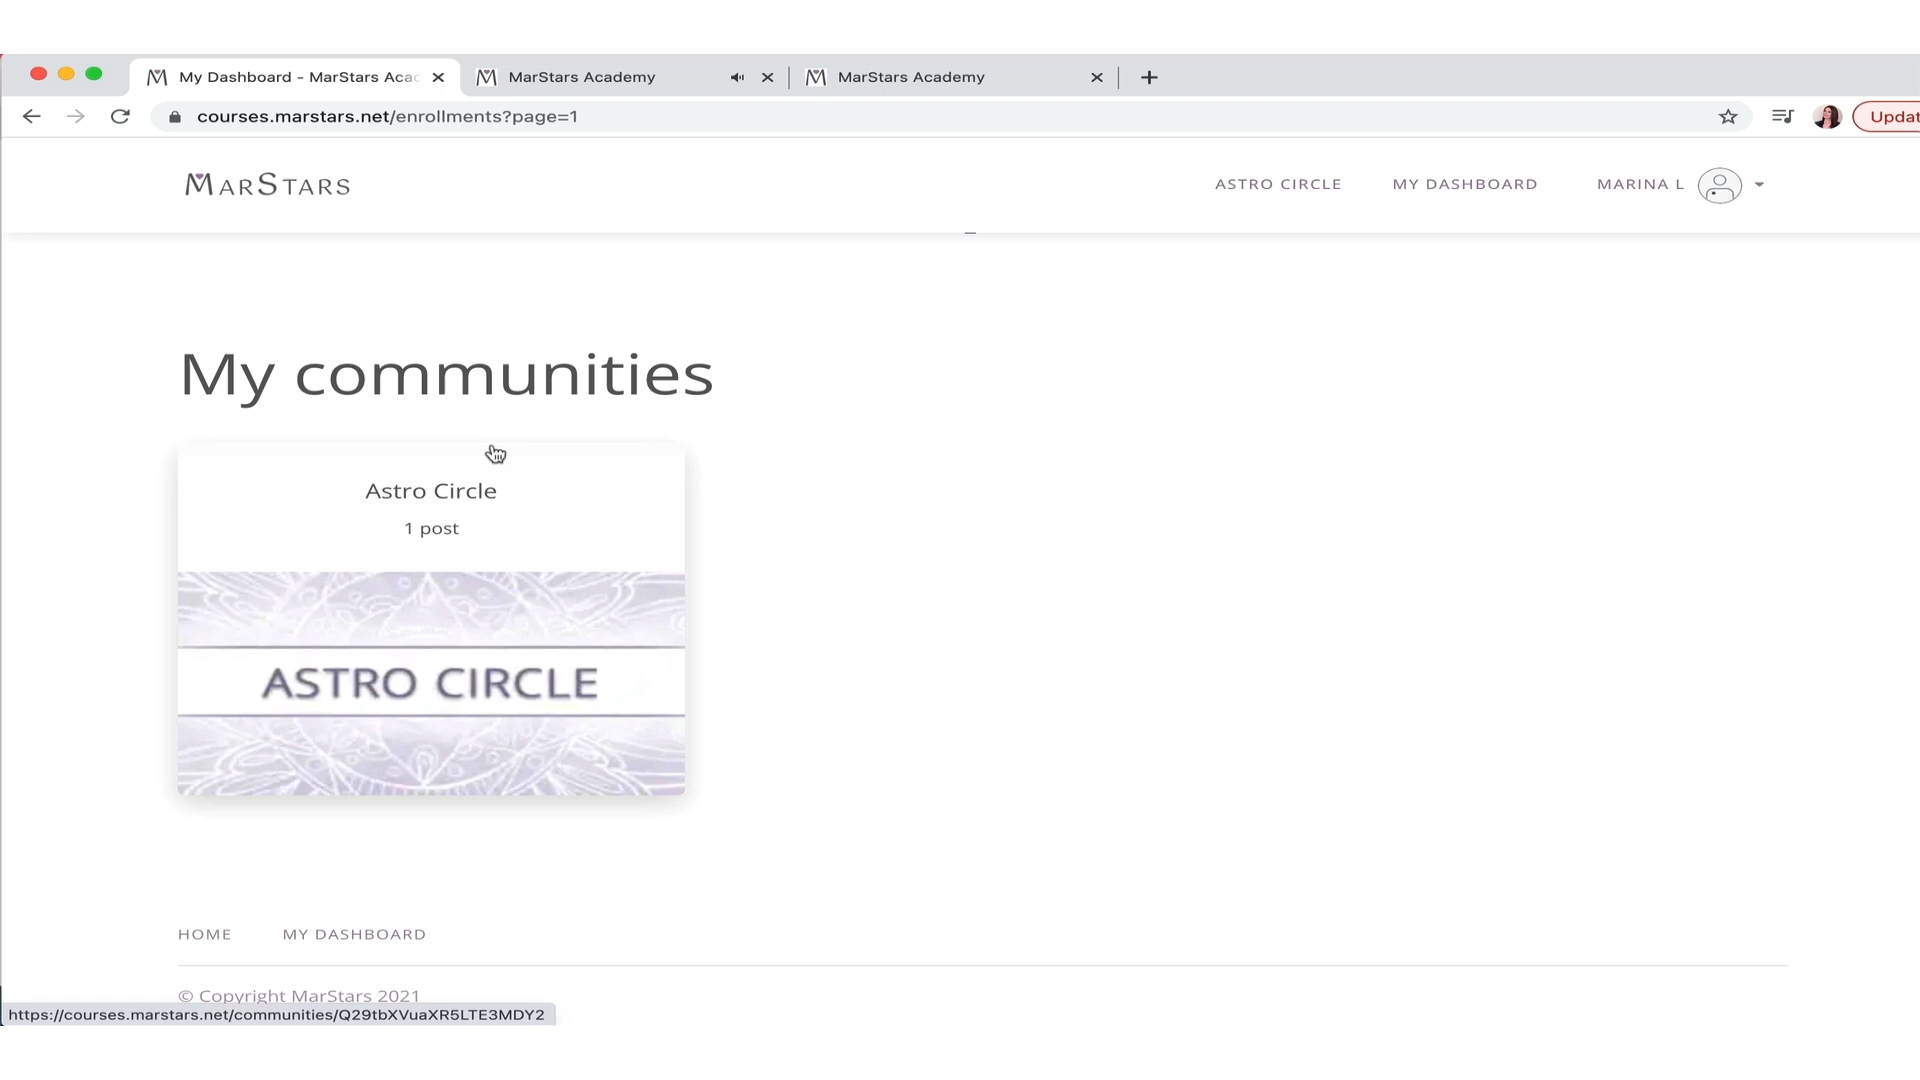 My Dashboard - MarStars Aca
MarStars Academy
MarStars Academy
courses.marstars.net/enrollments?page=1
Updat
MARSTARS
ASTRO CIRCLE
MY DASHBOARD
MARINA L
My communities
Astro Circle
1 post
ASTRO CIRCLE
HOME
MY DASHBOARD
© Copyright MarStars 2021
https://courses.marstars.net/communities/Q29tbXVuaXR5LTE3MDY2